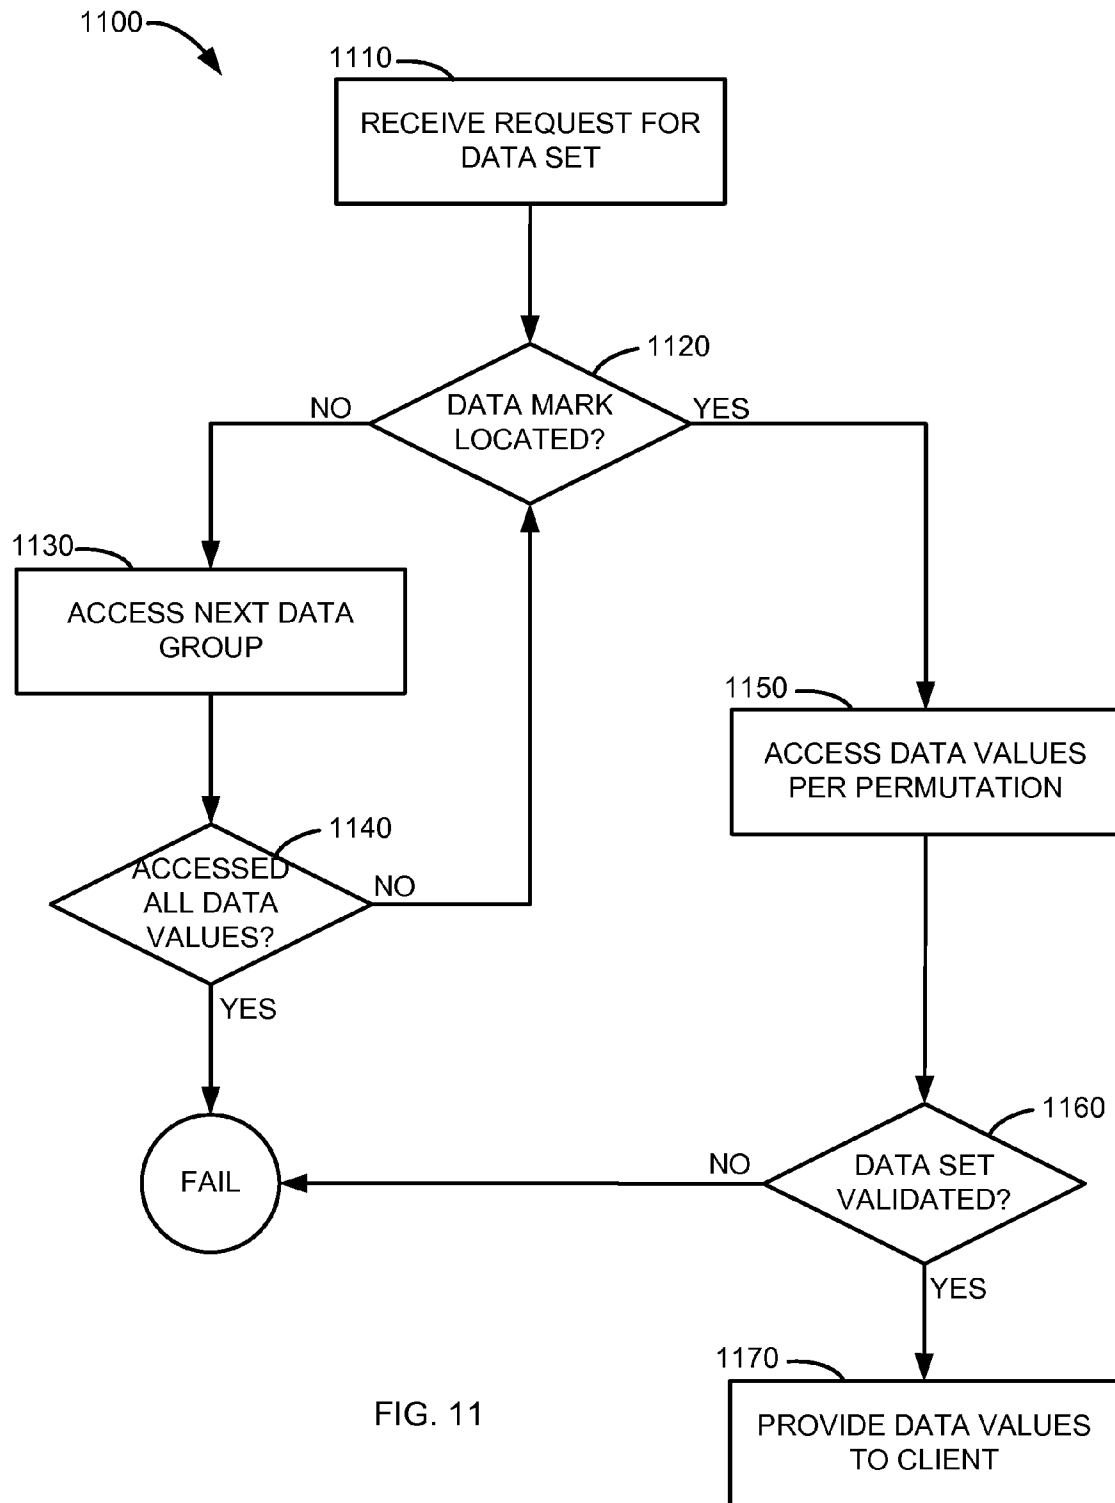 1100
1110
RECEIVE REQUEST FOR
DATA SET
1120
NO
DATA MARK
LOCATED?
YES
1130
ACCESS NEXT DATA
GROUP
1150
ACCESS DATA VALUES
PER PERMUTATION
1140
ACCESSED
ALL DATA
VALUES?
NO
YES
1160
FAIL
NO
DATA SET
VALIDATED?
YES
1170
FIG. 11
PROVIDE DATA VALUES
TO CLIENT